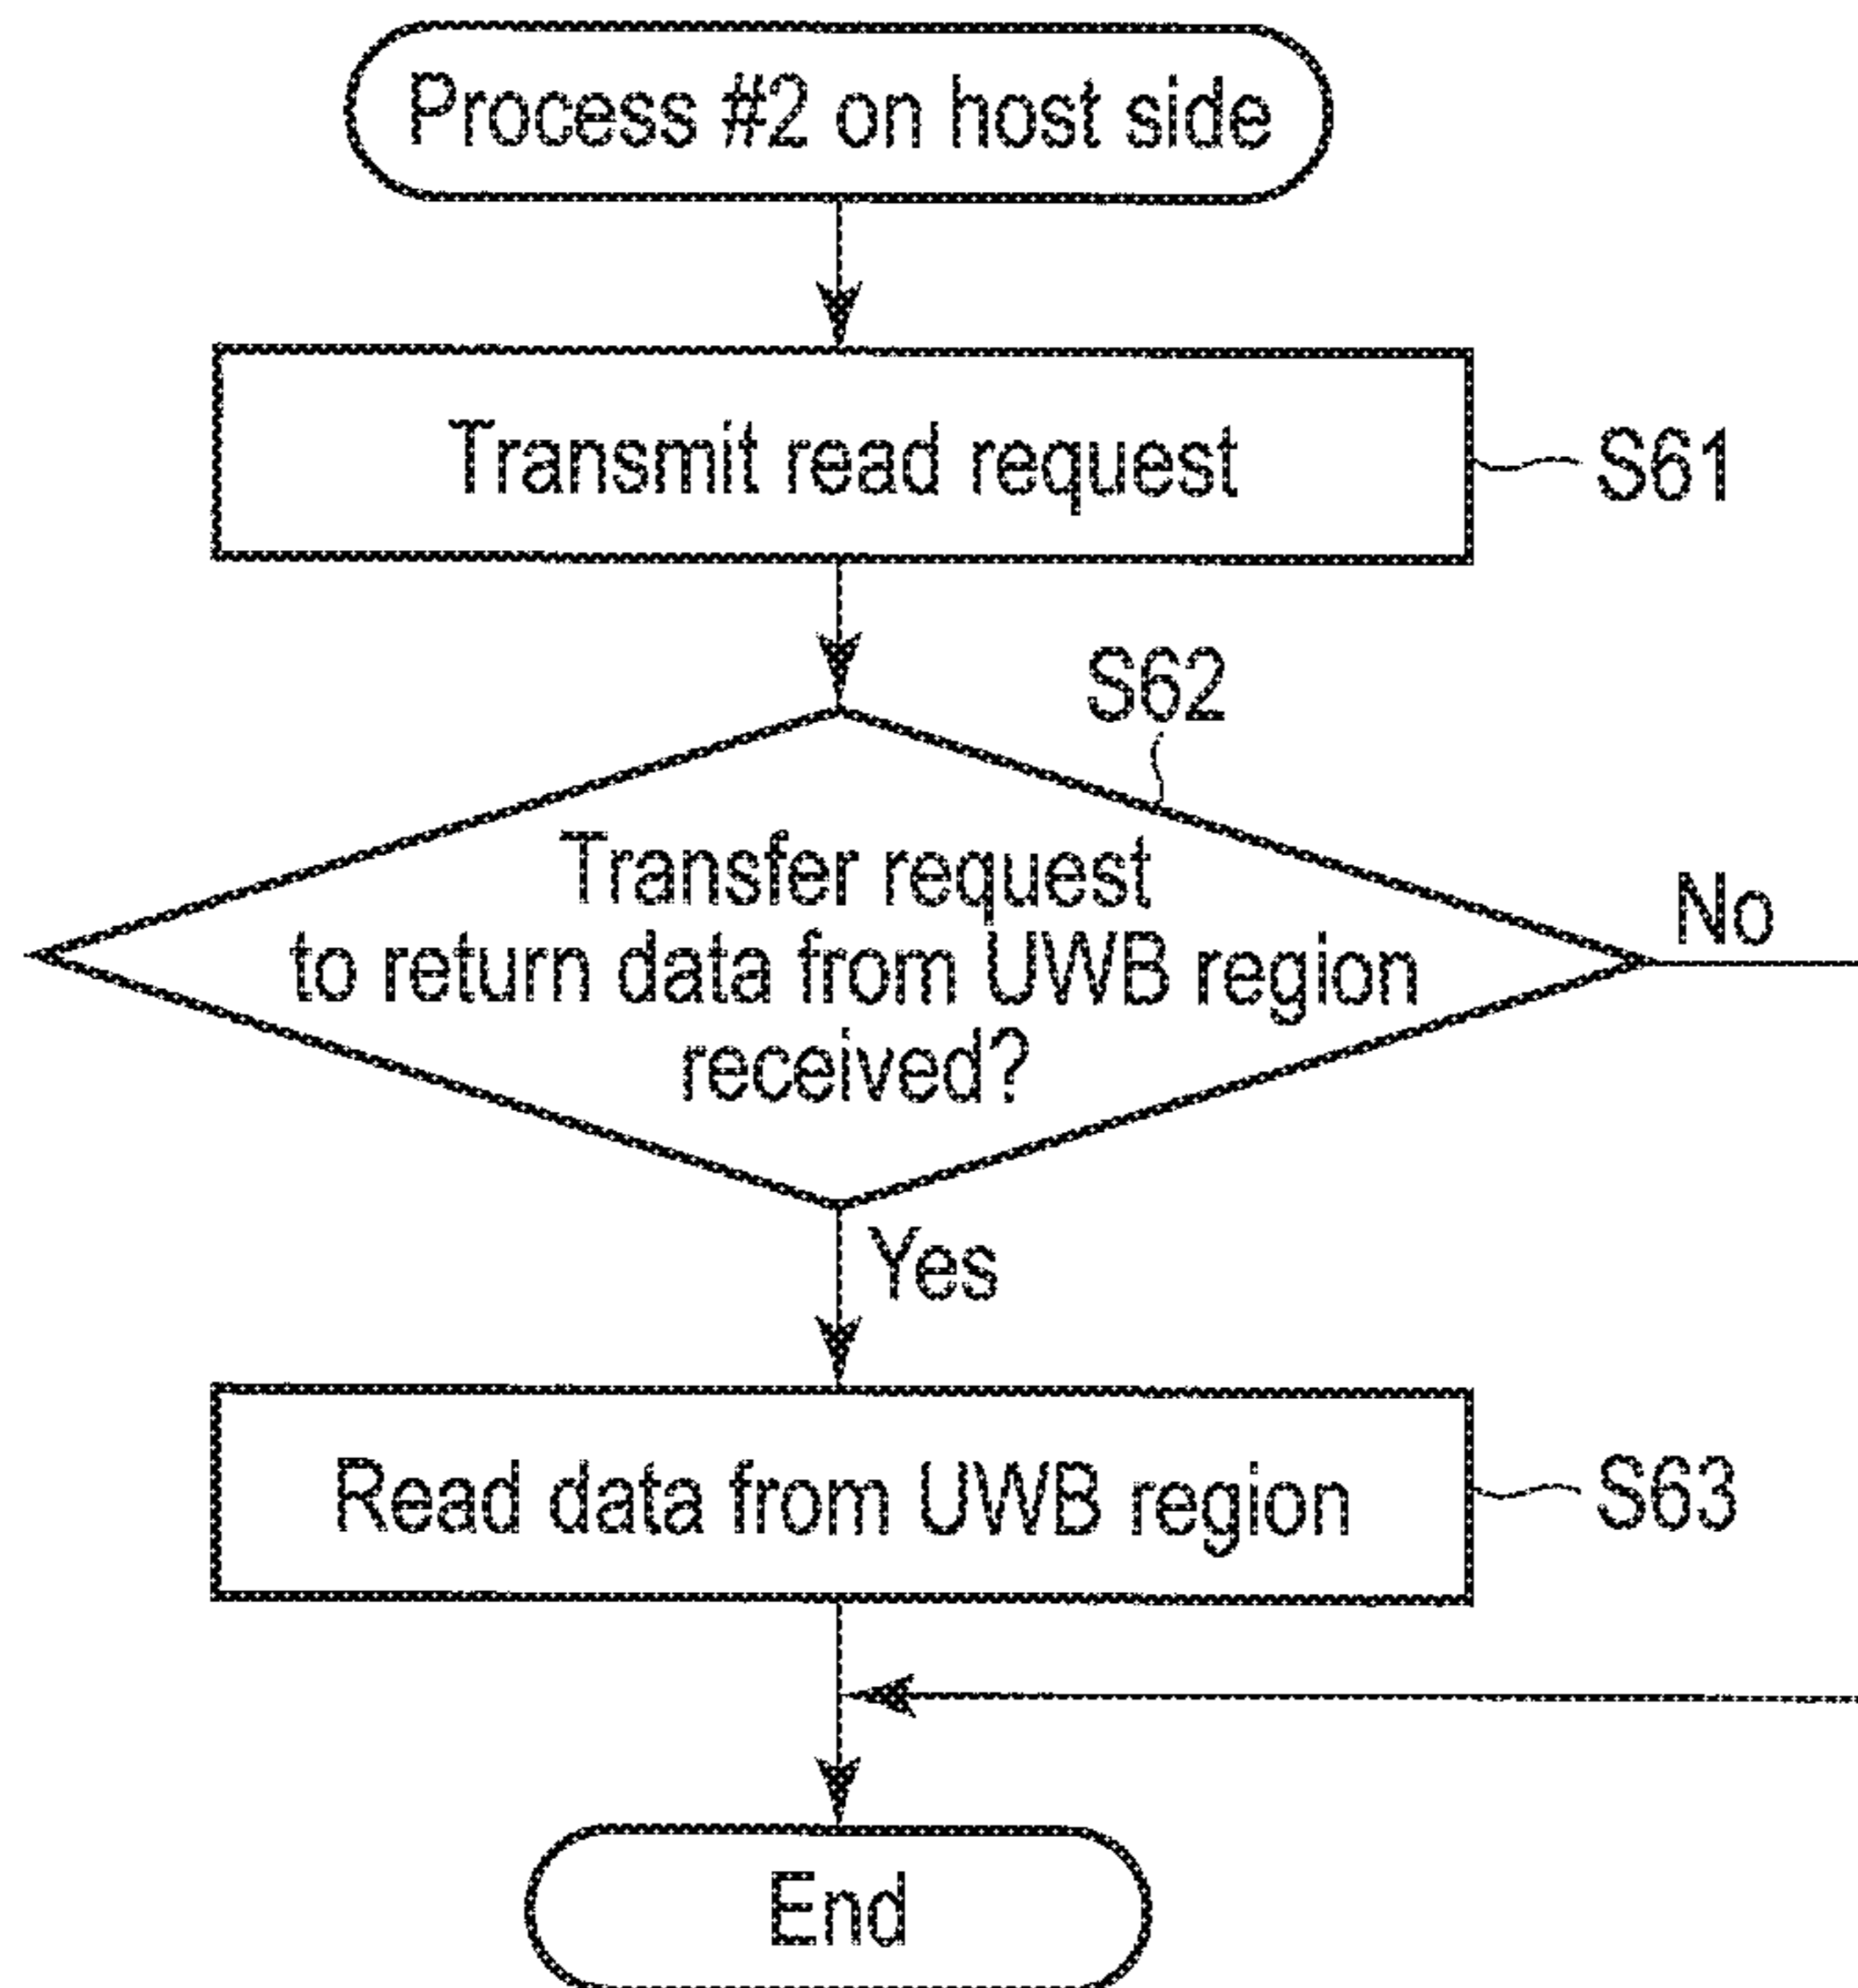 Process #2 on host side
Transmit read request
S61
S62
Transfer request
to return data from UWB region
received?
No
Yes
Read data from UWB region
S63
End